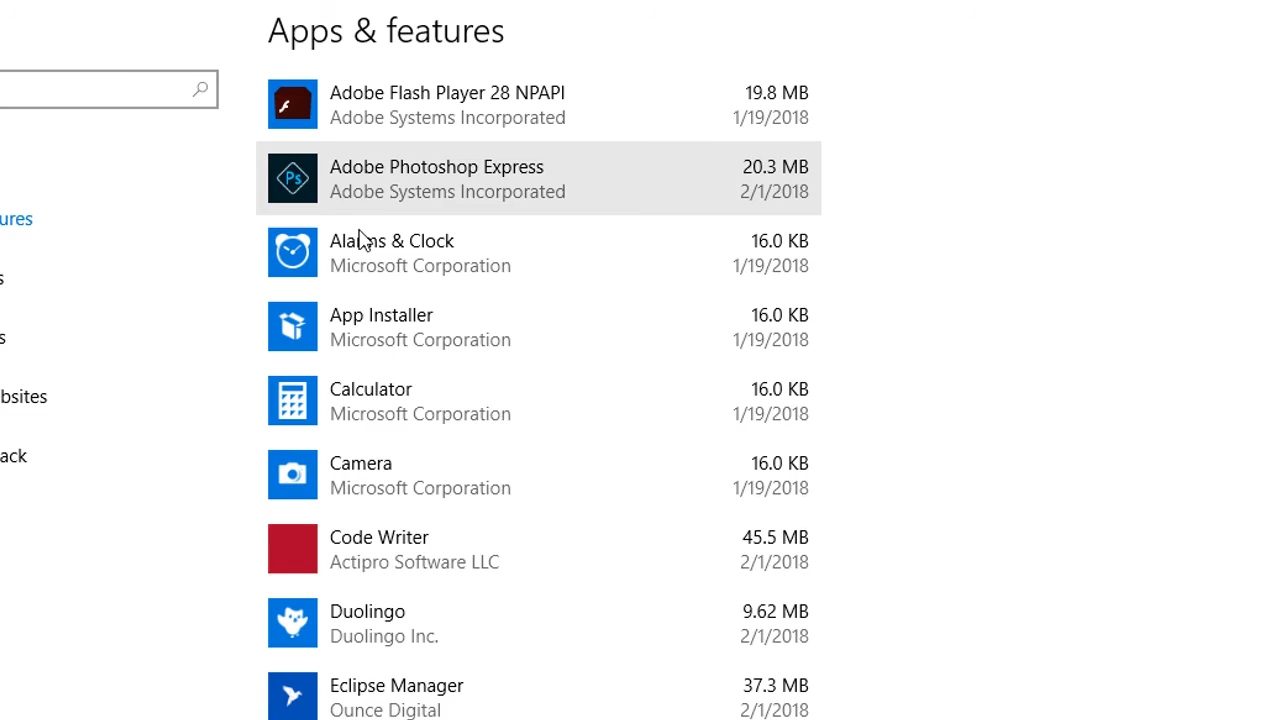 Apps & features
Adobe Flash Player 28 NPAPI 19.8 MB
Adobe Systems Incorporated 1/19/2018
Adobe Photoshop Express 20.3 MB
Ps
Adobe Systems Incorporated 2/1/2018
ures
Alarms & Clock 16.0 KB
Microsoft Corporation 1/19/2018
s
App Installer 16.0 KB
s
Microsoft Corporation 1/19/2018
Calculator 16.0 KB
bsites
Microsoft Corporation 1/19/2018
ack
Camera 16.0 KB
Microsoft Corporation 1/19/2018
Code Writer 45.5 MB
Actipro Software LLC 2/1/2018
Duolingo 9.62 MB
Duolingo Inc. 2/1/2018
Eclipse Manager 37.3 MB
Ounce Digital 2/1/2018